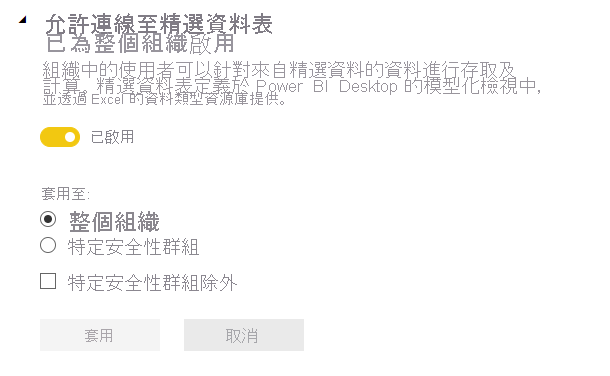 允許連線至精選資料表
已為整個組織啟用
組織中的使用者可以針對來自精選資料的資料進行存取及
計算。精選資料表定義於 Power BI Desktop 的模型化檢視中,
並透過 Excel 的資料類型資源庫提供。
已啟用
套用至:
整個組織
特定安全性群組
特定安全性群組除外
套用
取消